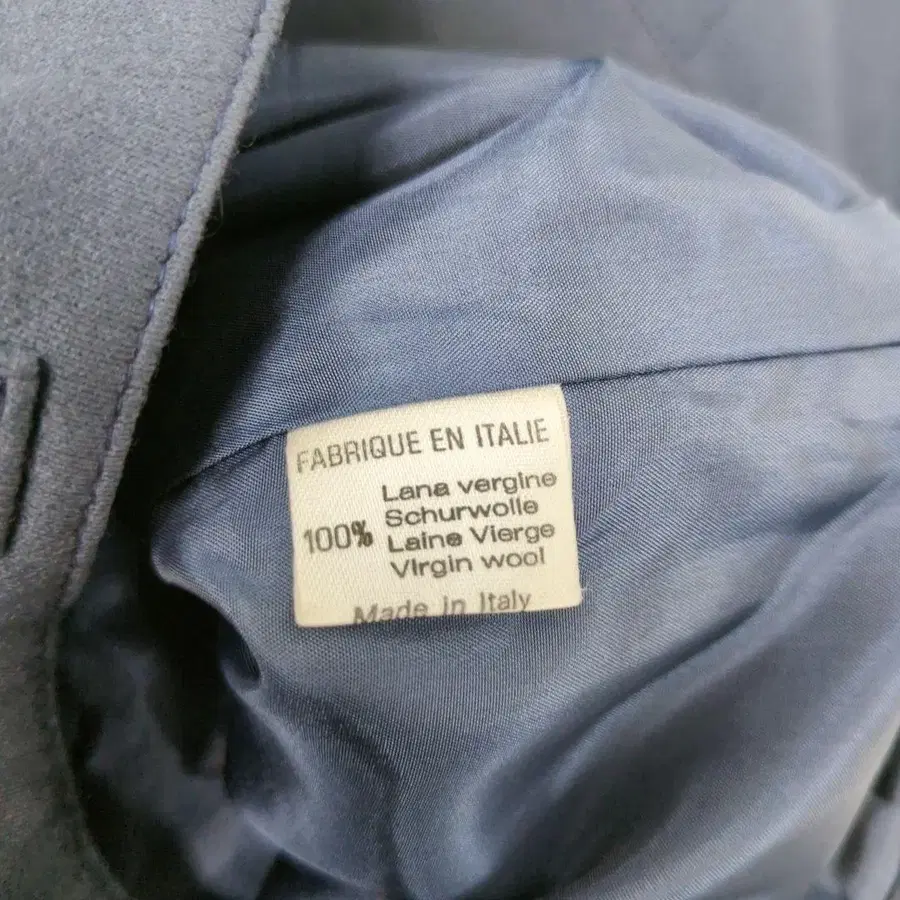 FABRIQUE EN ITALIE
Lana vergine
Schurwolle
100% Laine Vierge
Virgin wool
Made in Italy